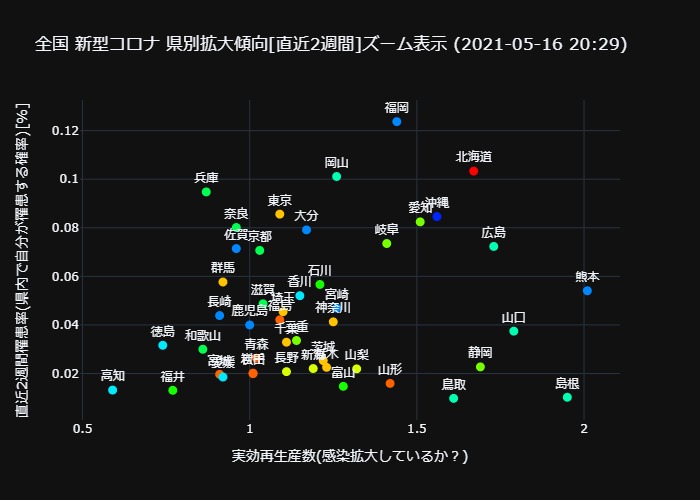 全国 新型コロナ 県別拡大傾向[直近2週間]ズーム表示 (2021-05-16 20:29)
直近2週間罹患率(県内で自分が罹患する確率)[%]
0.12
0.1
0.08
0.06
0.04
0.02
福岡
北海道
岡山
兵庫
東京
奈良
大分
愛知
沖縄
佐賀
京都
岐阜
広島
群馬
石川
香川
滋賀
埼玉
宮崎
熊本
長崎
鹿児島
福島
神奈川
千葉
山口
徳島
和歌山
青森
茨城
長野
山梨
静岡
高知
福井
愛媛
富山
山形
鳥取
島根
0.5
1
1.5
2
実効再生産数(感染拡大しているか？)